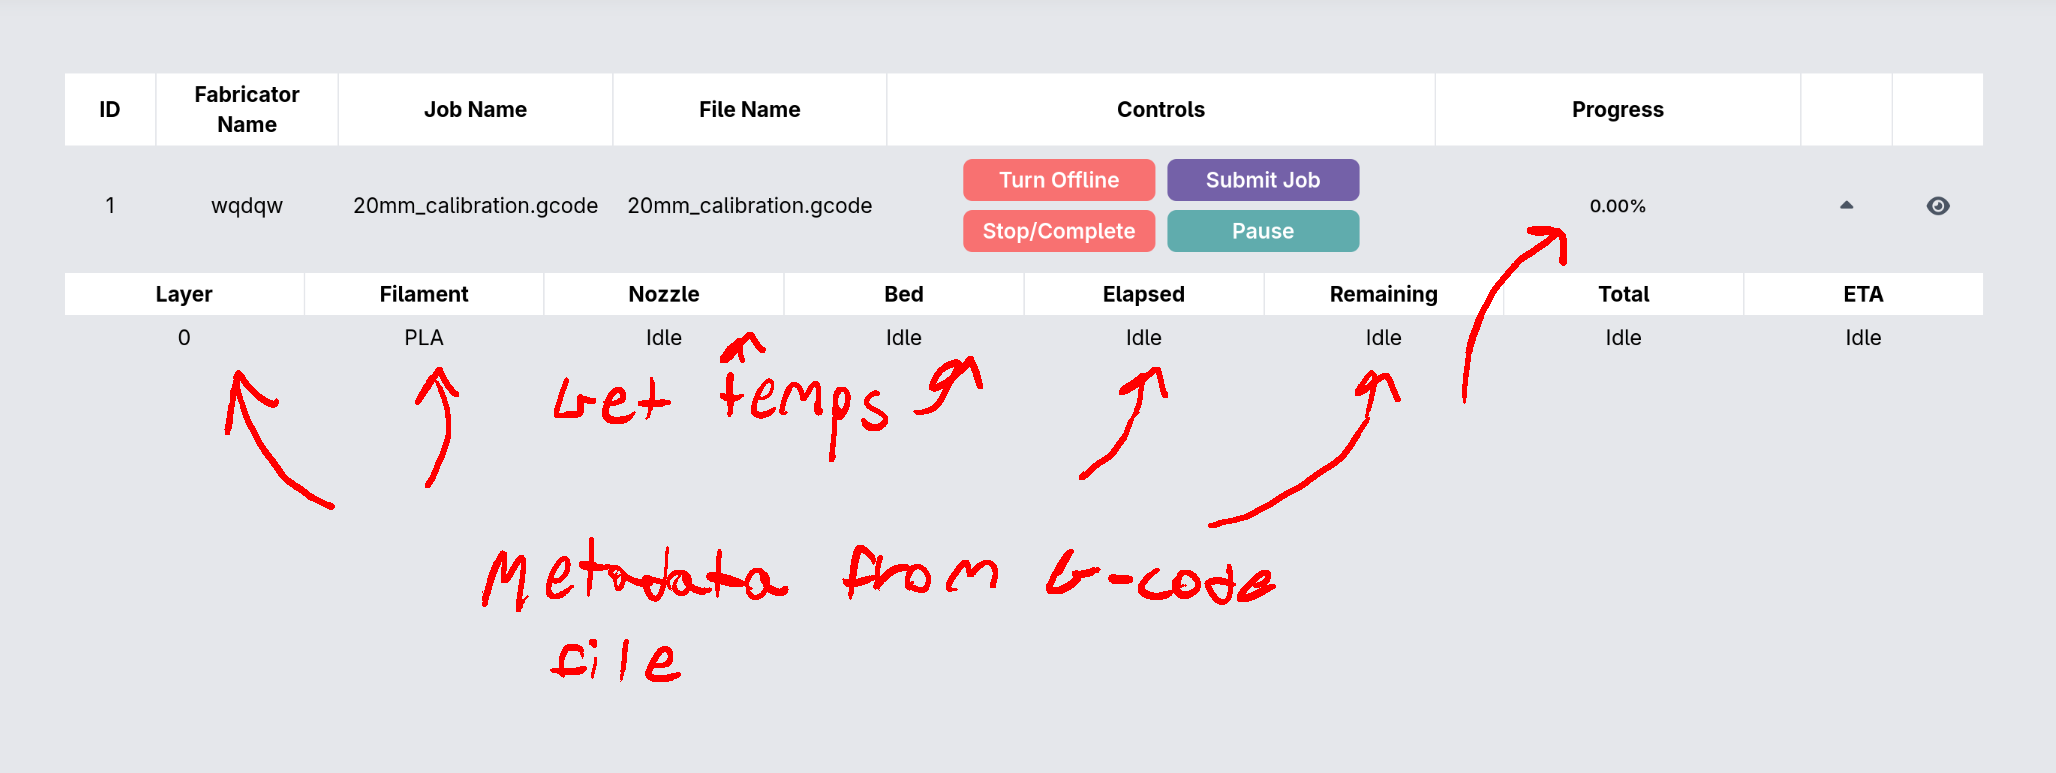 ID Fabricator Name Job Name File Name Controls Progress
1 wqdqw 20mm_calibration.gcode 20mm_calibration.gcode Turn Offline Submit Job 0.00%
Stop/Complete Pause
Layer Filament Nozzle Bed Elapsed Remaining Total ETA
0 PLA Idle Idle Idle Idle Idle Idle
Get temps
Metadata from G-code
file